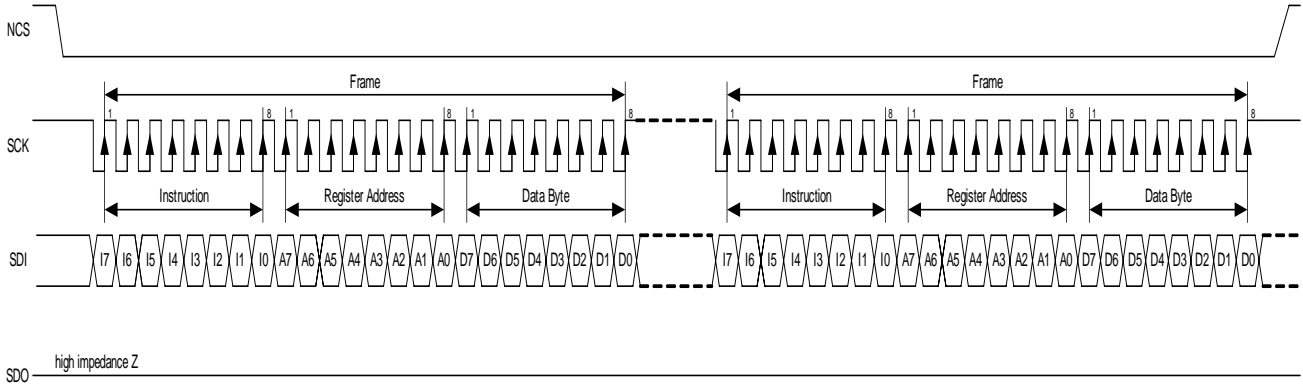 NCS
Frame Frame
1 8 1 8 1 8 1 8 1 8 1 8
SCK
Instruction Register Address Data Byte Instruction Register Address Data Byte
SDI I7 I6 I5 I4 I3 I2 I1 I0 A7 A6 A5 A4 A3 A2 A1 A0 D7 D6 D5 D4 D3 D2 D1 D0 I7 I6 I5 I4 I3 I2 I1 I0 A7 A6 A5 A4 A3 A2 A1 A0 D7 D6 D5 D4 D3 D2 D1 D0
high impedance Z
SDO